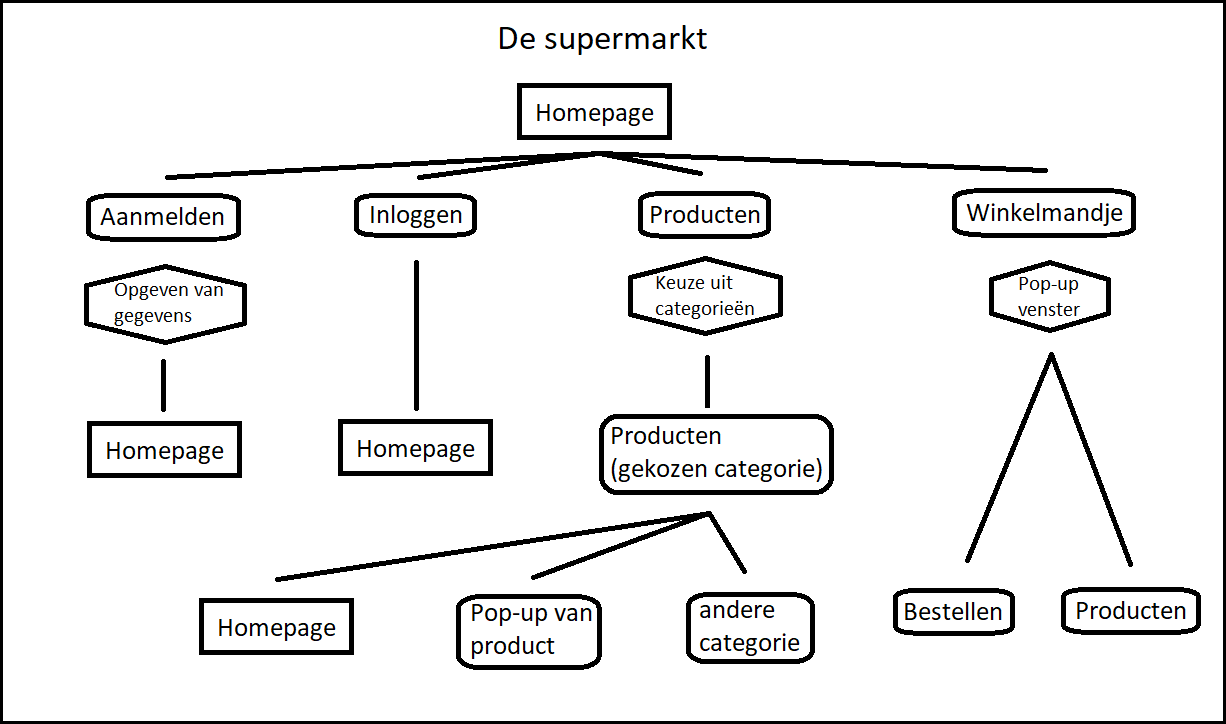 De supermarkt
Homepage
Aanmelden
Inloggen
Producten
Winkelmandje
Opgeven van
gegevens
Keuze uit
categorieën
Pop-up
venster
Homepage
Homepage
Producten
(gekozen categorie)
Homepage
Pop-up van
product
andere
categorie
Bestellen
Producten